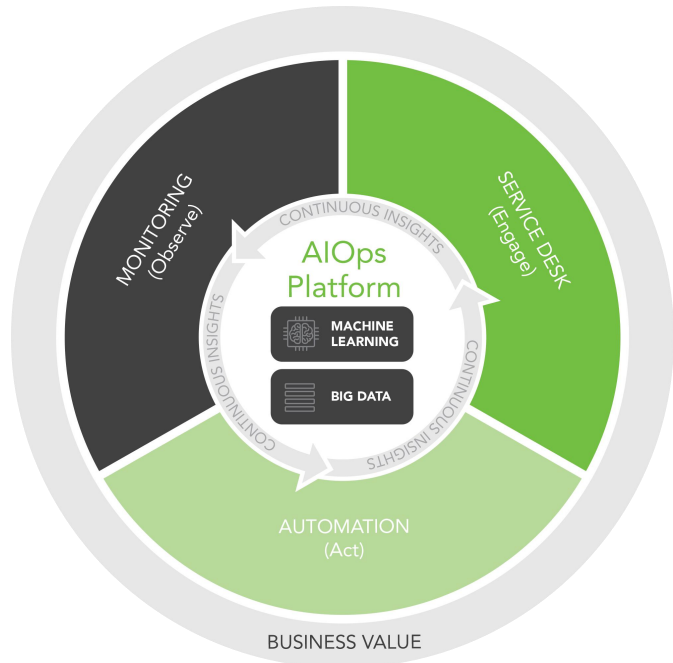 MONITORING
(Observe)
SERVICE DESK
(Engage)
CONTINUOUS INSIGHTS
AIOps
Platform
MACHINE
LEARNING
BIG DATA
CONTINUOUS INSIGHTS
CONTINUOUS INSIGHTS
AUTOMATION
(Act)
BUSINESS VALUE